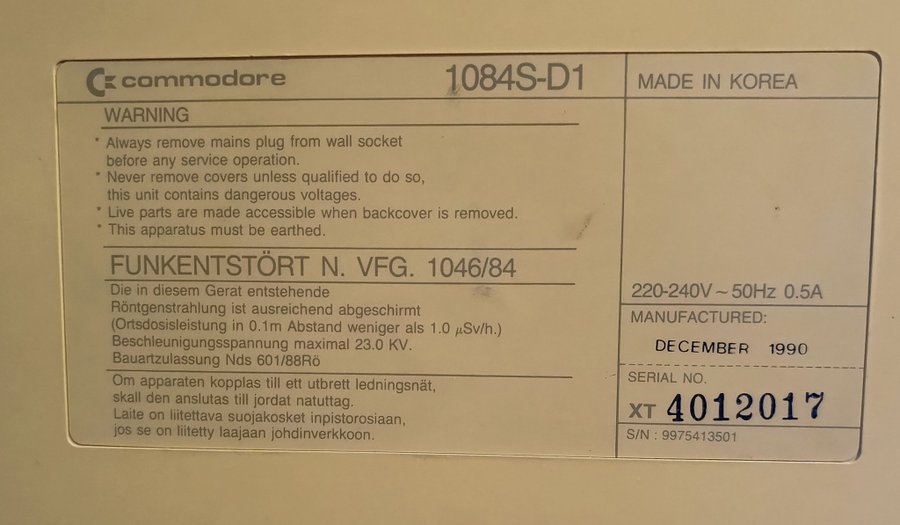 commodore 1084S-D1
MADE IN KOREA
WARNING
* Always remove mains plug from wall socket
before any service operation.
* Never remove covers unless qualified to do so,
this unit contains dangerous voltages.
* Live parts are made accessible when backcover is removed.
* This apparatus must be earthed.
FUNKENTSTÖRT N. VFG. 1046/84
Die in diesem Gerat entstehende
Röntgenstrahlung ist ausreichend abgeschirmt
(Ortsdosisleistung in 0.1m Abstand weniger als 1.0 µSv/h.)
Beschleunigungsspannung maximal 23.0 KV.
Bauartzulassung Nds 601/88Rö
Om apparaten kopplas till ett utbrett ledningsnät,
skall den anslutas till jordat natuttag.
Laite on liitettava suojakosket inpistorosiaan,
jos se on liitetty laajaan johdinverkkoon.
220-240V ~ 50Hz 0.5A
MANUFACTURED:
DECEMBER 1990
SERIAL NO.
XT 4012017
S/N : 9975413501